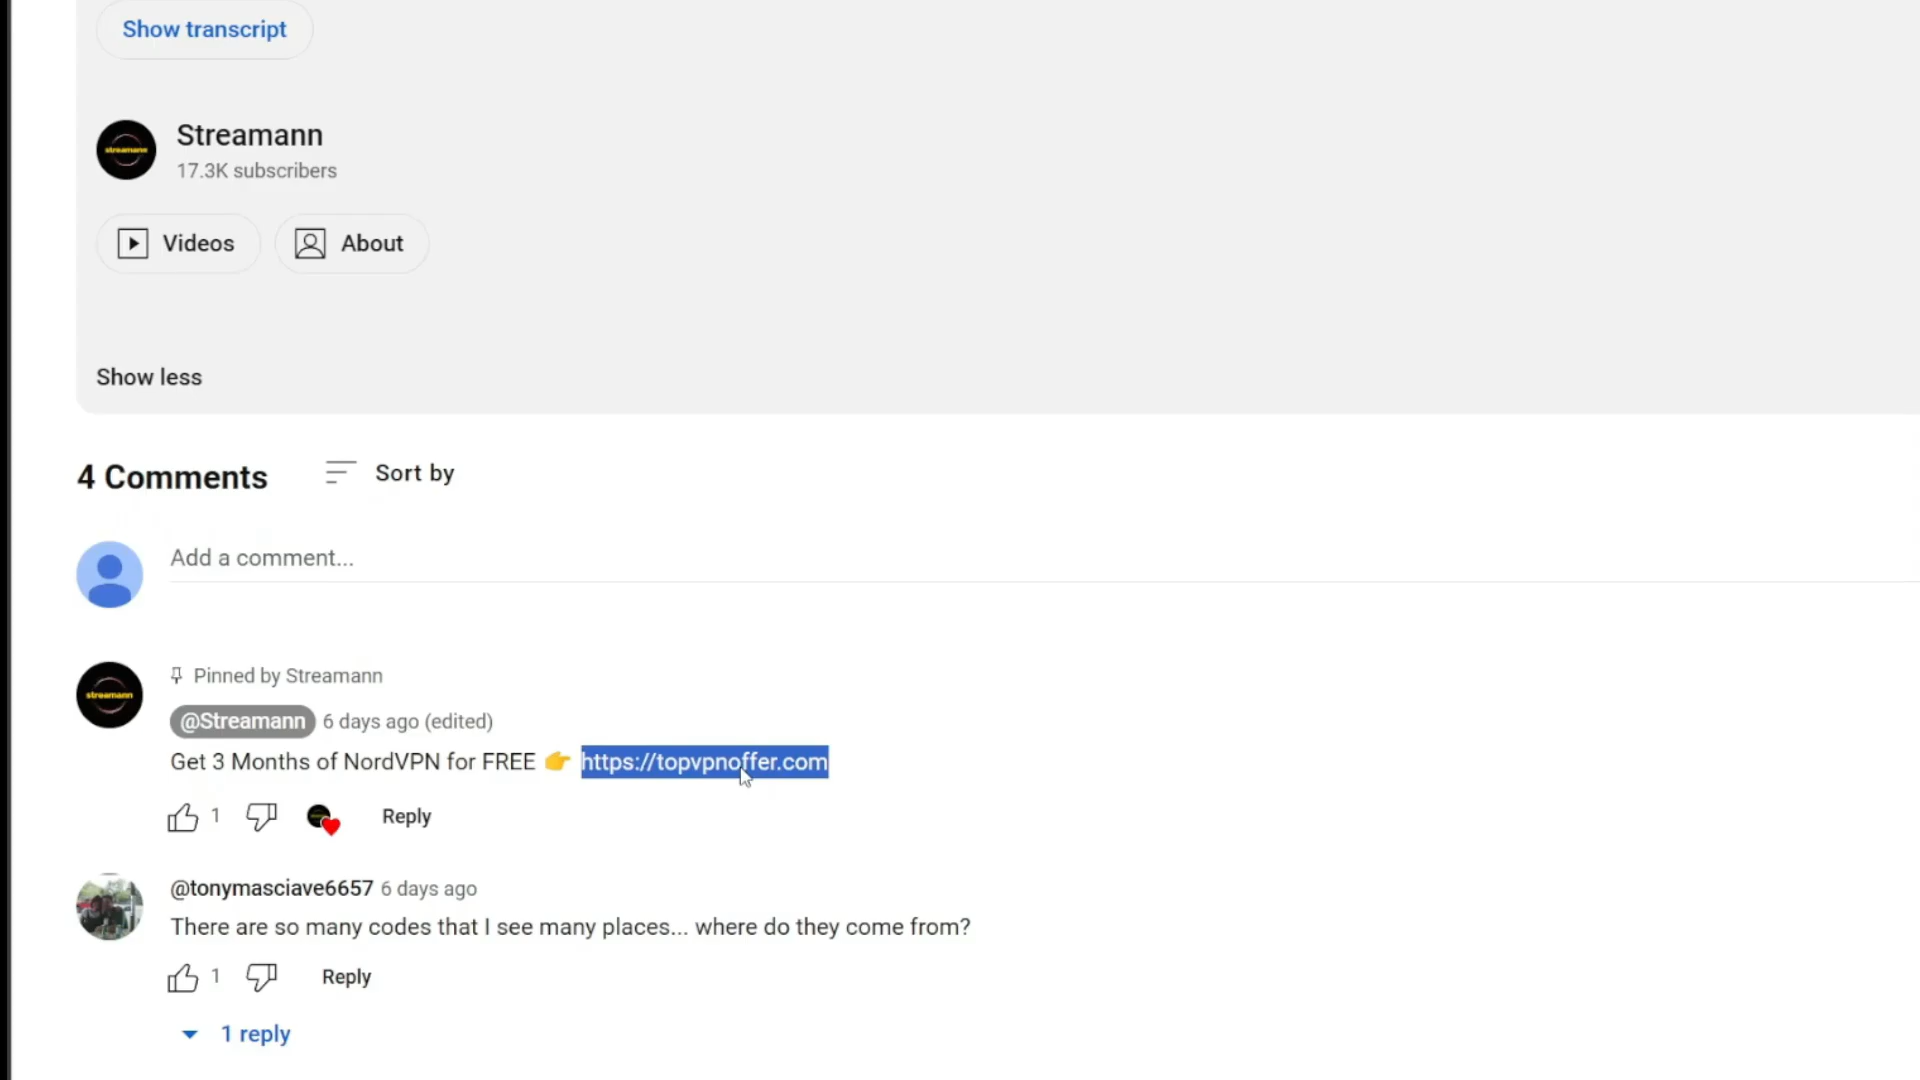 Show transcript
streamann
Streamann
17.3K subscribers
Videos
About
Show less
4 Comments
Sort by
Add a comment...
streamann
Pinned by Streamann
@Streamann 6 days ago (edited)
Get 3 Months of NordVPN for FREE 👉 https://topvpnoffer.com
1
Reply
@tonymasciave6657 6 days ago
There are so many codes that I see many places... where do they come from?
1
Reply
1 reply